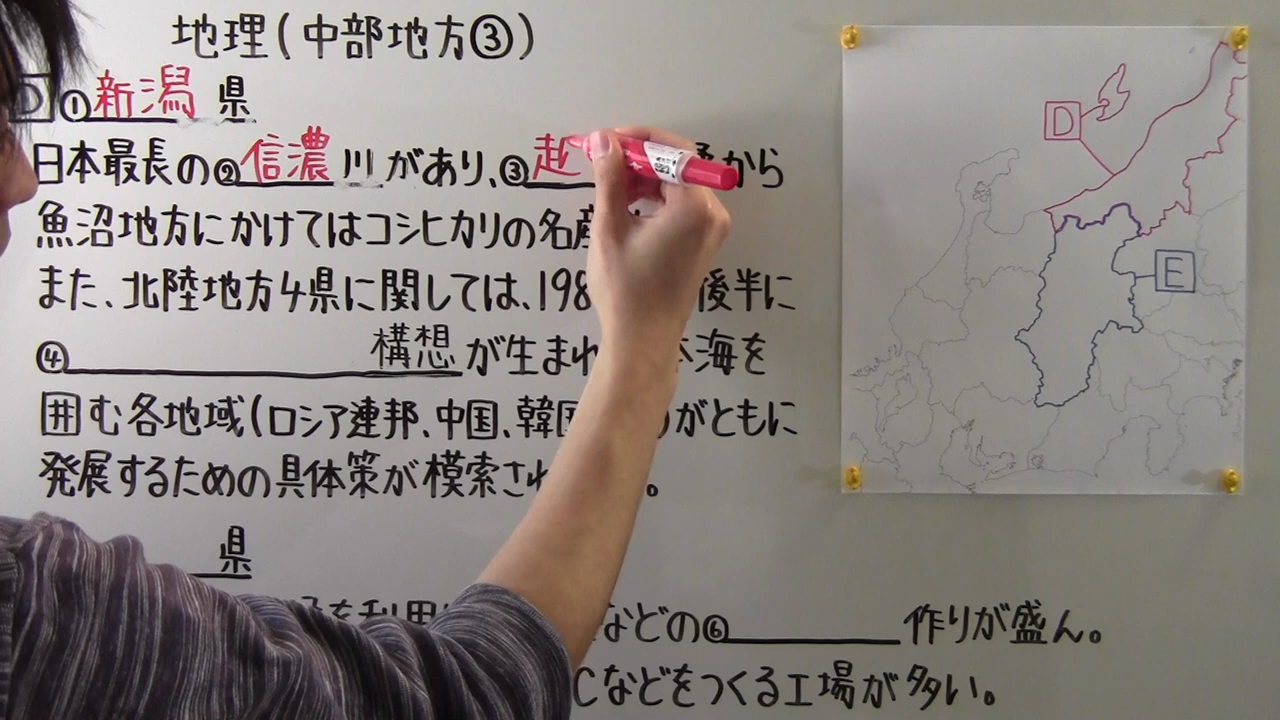 地理(中部地方③)
D ①新潟県
日本最長の②信濃川があり、③越 から
魚沼地方にかけてはコシヒカリの名産
また、北陸地方4県に関しては、198 後半に
④ 構想が生まれ 海を
囲む各地域(ロシア連邦、中国、韓国 がともに
発展するための具体策が模索され 。
県
を利用 などの⑥ 作りが盛ん。
Cなどをつくる工場が多い。
D
E